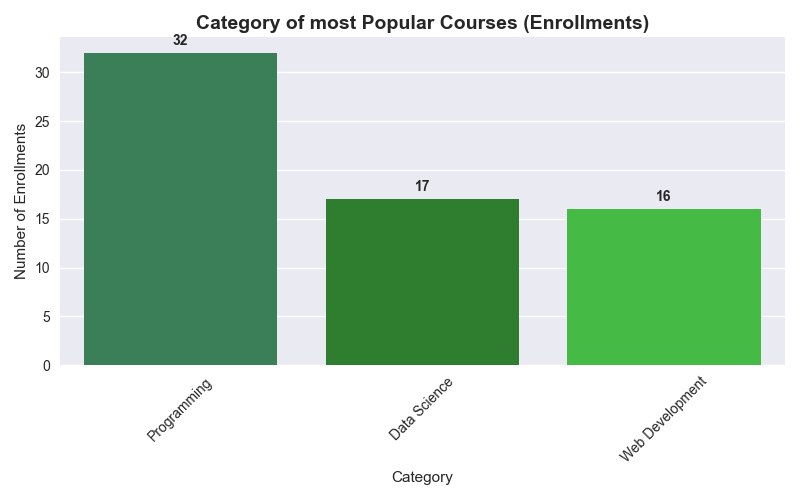 Category of most Popular Courses (Enrollments)
32
17
16
30
25
20
15
10
5
0
Number of Enrollments
Programming
Data Science
Web Development
Category